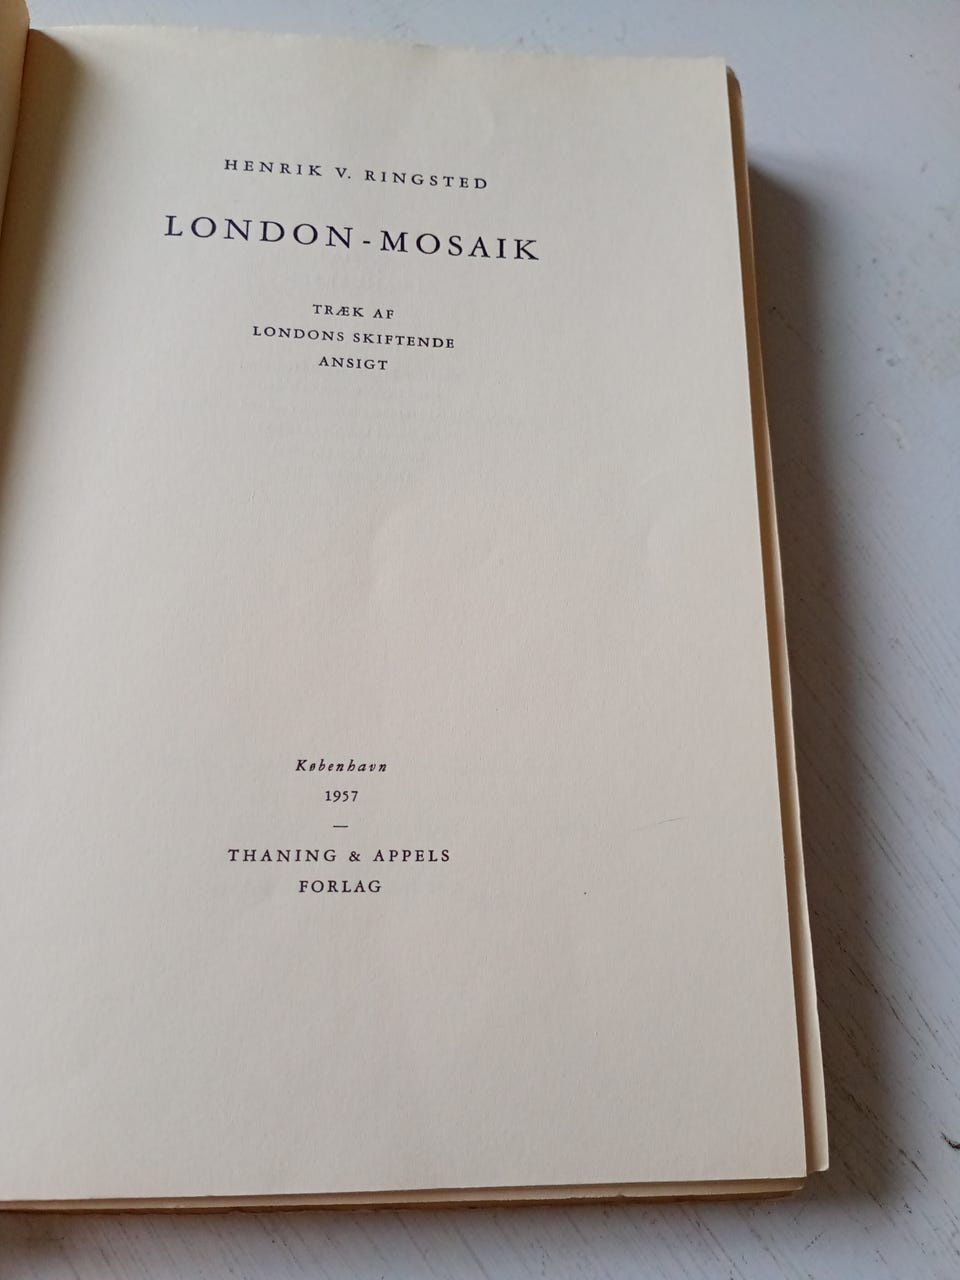 HENRIK V. RINGSTED
LONDON-MOSAIK
TRÆK AF
LONDONS SKIFTENDE
ANSIGT
København
1957
—
THANING & APPELS
FORLAG